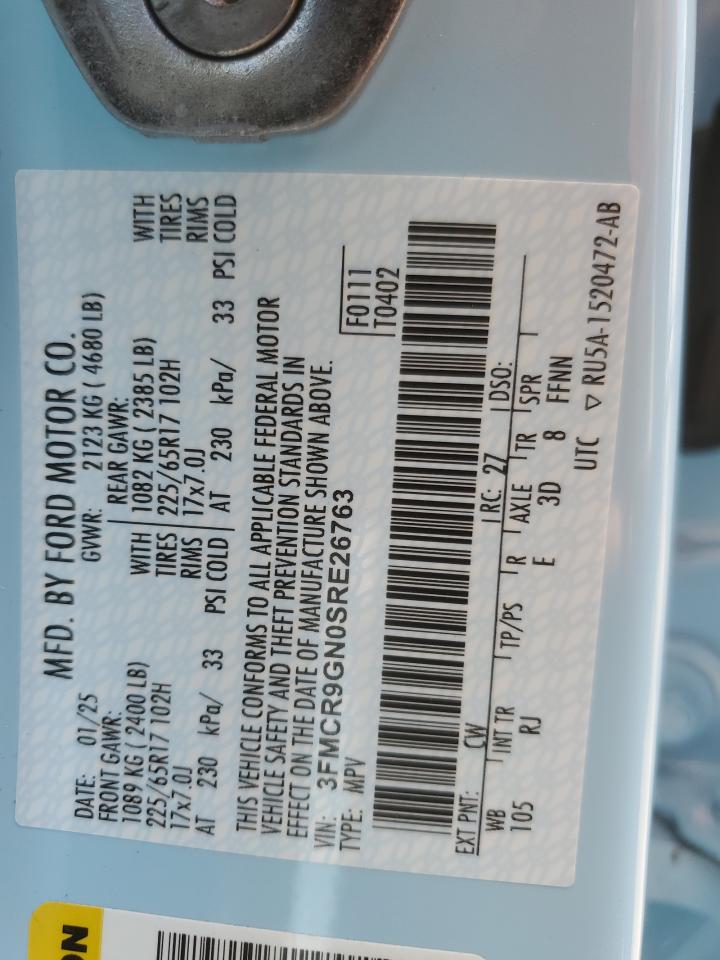 MFD. BY FORD MOTOR CO.
DATE: 01/25 GVWR: 2123 KG ( 4680 LB)
FRONT GAWR: REAR GAWR:
1089 KG ( 2400 LB) WITH 1082 KG ( 2385 LB) WITH
225/65R17 102H TIRES 225/65R17 102H TIRES
17x7.0J RIMS 17x7.0J RIMS
AT 230 kPa/ 33 PSI COLD AT 230 kPa/ 33 PSI COLD
THIS VEHICLE CONFORMS TO ALL APPLICABLE FEDERAL MOTOR
VEHICLE SAFETY AND THEFT PREVENTION STANDARDS IN
EFFECT ON THE DATE OF MANUFACTURE SHOWN ABOVE.
VIN: 3FMCR9GN0SRE26763 F0111
TYPE: MPV T0402
EXT PNT: CW RC: 27 DSO:
WB INT TR TP/PS R AXLE TR SPR
105 RJ E 3D 8 FFNN
UTC ▽ RU5A-1520472-AB
ON